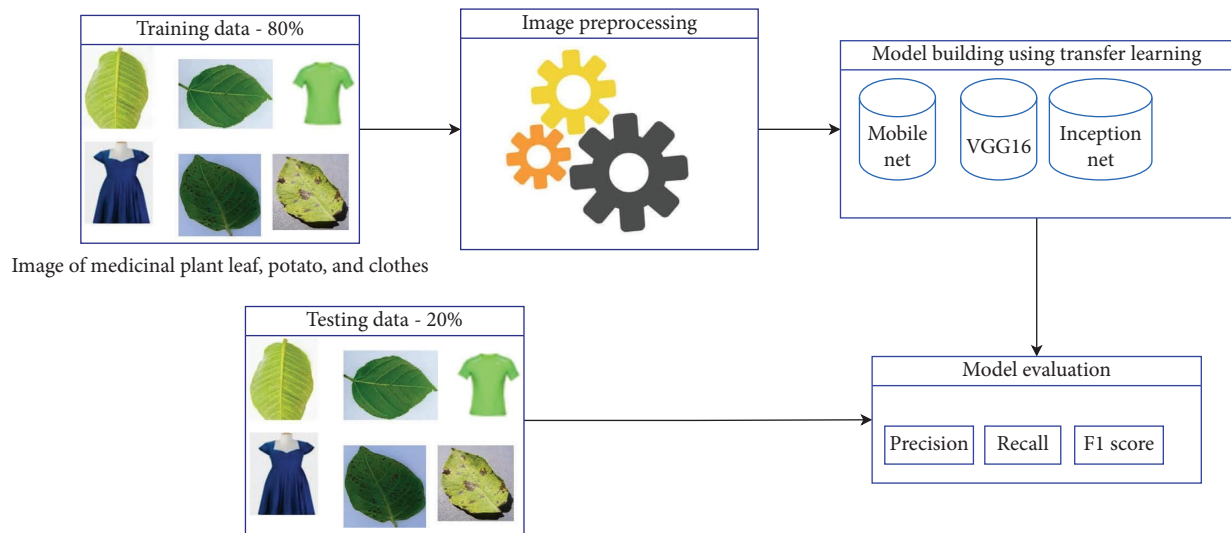 Training data - 80%
Image preprocessing
Model building using transfer learning
Mobile
net
VGG16
Inception
net
Image of medicinal plant leaf, potato, and clothes
Testing data - 20%
Model evaluation
Precision
Recall
F1 score